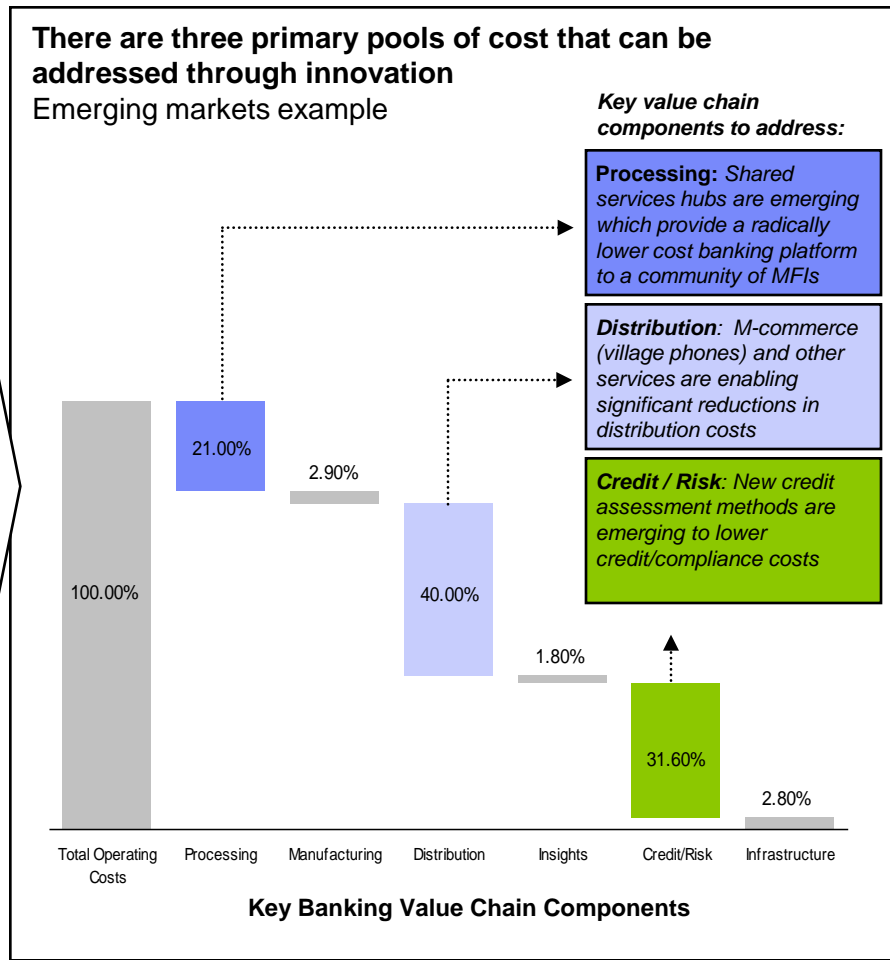 There are three primary pools of cost that can be
addressed through innovation
Emerging markets example
Key value chain
components to address:
Processing: Shared
services hubs are emerging
which provide a radically
lower cost banking platform
to a community of MFIs
Distribution: M-commerce
(village phones) and other
services are enabling
significant reductions in
distribution costs
Credit / Risk: New credit
assessment methods are
emerging to lower
credit/compliance costs
100.00%
21.00%
2.90%
40.00%
1.80%
31.60%
2.80%
Total Operating
Costs
Processing
Manufacturing
Distribution
Insights
Credit/Risk
Infrastructure
Key Banking Value Chain Components